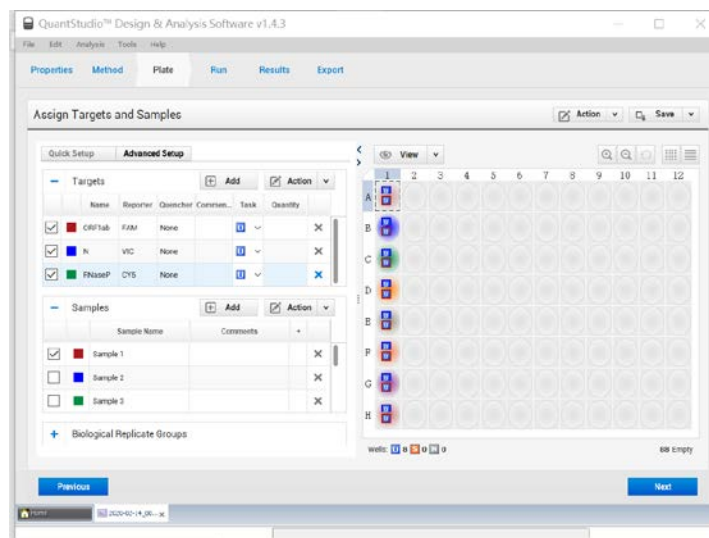 QuantStudio™ Design & Analysis Software v1.4.3
File Edit Analysis Tools Help
Properties Method Plate Run Results Export
Assign Targets and Samples
Action Save
Quick Setup Advanced Setup
View
Targets Add Action
Name Reporter Quencher Commen... Task Quantity
ORF1ab FAM None U
N VIC None U
RNaseP CY5 None U
Samples Add Action
Sample Name Comments
Sample 1
Sample 2
Sample 3
Biological Replicate Groups
1 2 3 4 5 6 7 8 9 10 11 12
A
B
C
D
E
F
G
H
Wells: U 8 S 0 N 0 88 Empty
Previous Next
Home